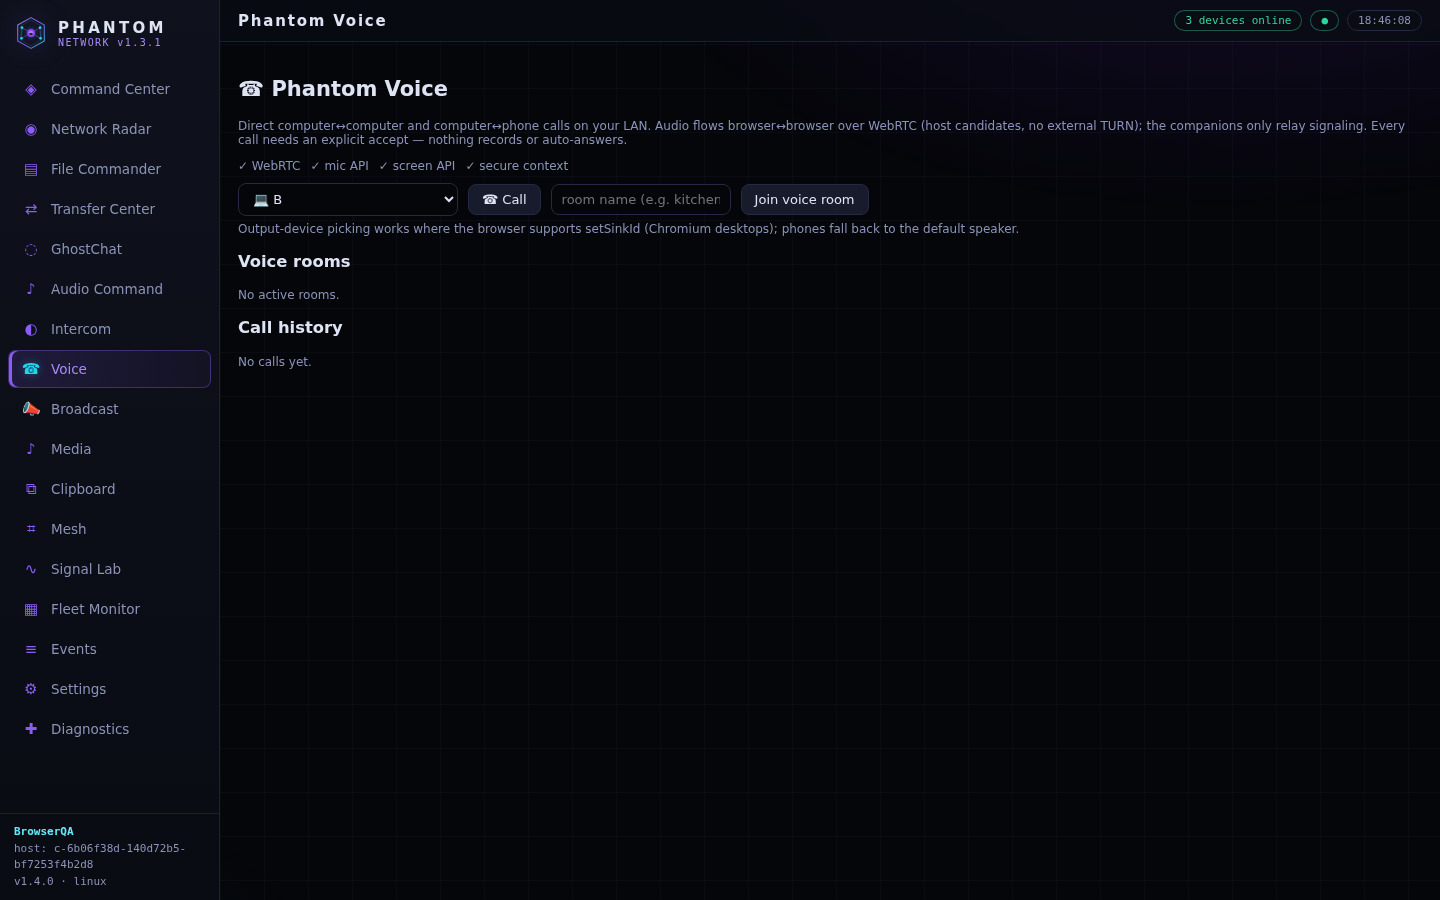 PHANTOM
NETWORK v1.3.1
Command Center
Network Radar
File Commander
Transfer Center
GhostChat
Audio Command
Intercom
Voice
Broadcast
Media
Clipboard
Mesh
Signal Lab
Fleet Monitor
Events
Settings
Diagnostics
BrowserQA
host: c-6b06f38d-140d72b5-
bf7253f4b2d8
v1.4.0 · linux
Phantom Voice
3 devices online
●
18:46:08
☎ Phantom Voice
Direct computer↔computer and computer↔phone calls on your LAN. Audio flows browser↔browser over WebRTC (host candidates, no external TURN); the companions only relay signaling. Every
call needs an explicit accept — nothing records or auto-answers.
✓ WebRTC ✓ mic API ✓ screen API ✓ secure context
💻 B
☎ Call
room name (e.g. kitchen
Join voice room
Output-device picking works where the browser supports setSinkId (Chromium desktops); phones fall back to the default speaker.
Voice rooms
No active rooms.
Call history
No calls yet.